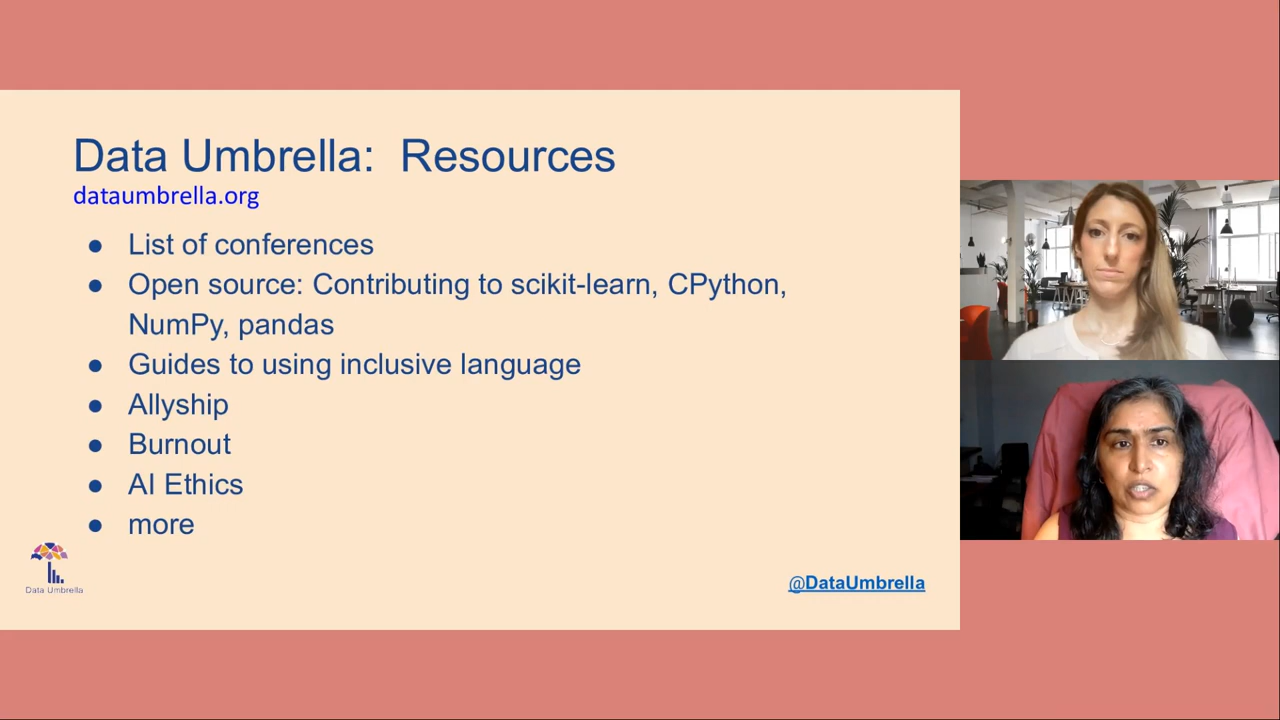 Data Umbrella:  Resources
dataumbrella.org
● List of conferences
● Open source: Contributing to scikit-learn, CPython,
NumPy, pandas
● Guides to using inclusive language
● Allyship
● Burnout
● AI Ethics
● more
Data Umbrella
@DataUmbrella